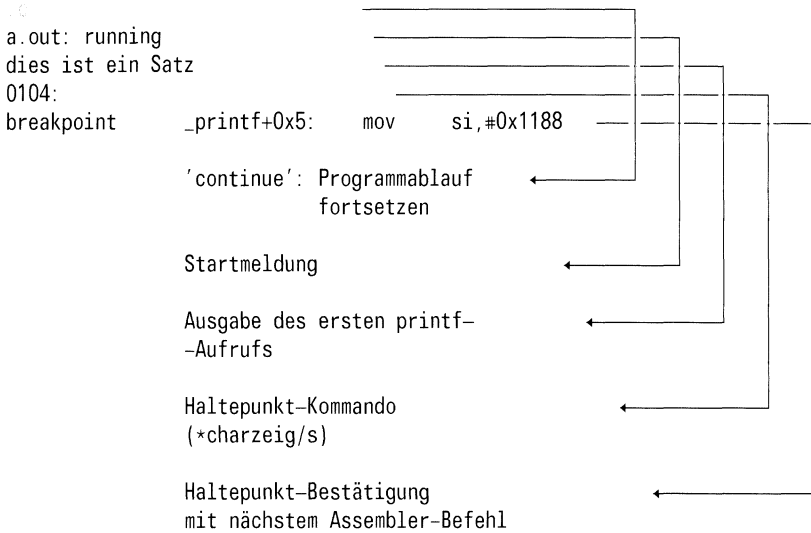 a.out: running
dies ist ein Satz
0104:
breakpoint _printf+0x5: mov si,#0x1188
'continue': Programmablauf
fortsetzen
Startmeldung
Ausgabe des ersten printf–
–Aufrufs
Haltepunkt–Kommando
(*charzeig/s)
Haltepunkt–Bestätigung
mit nächstem Assembler–Befehl